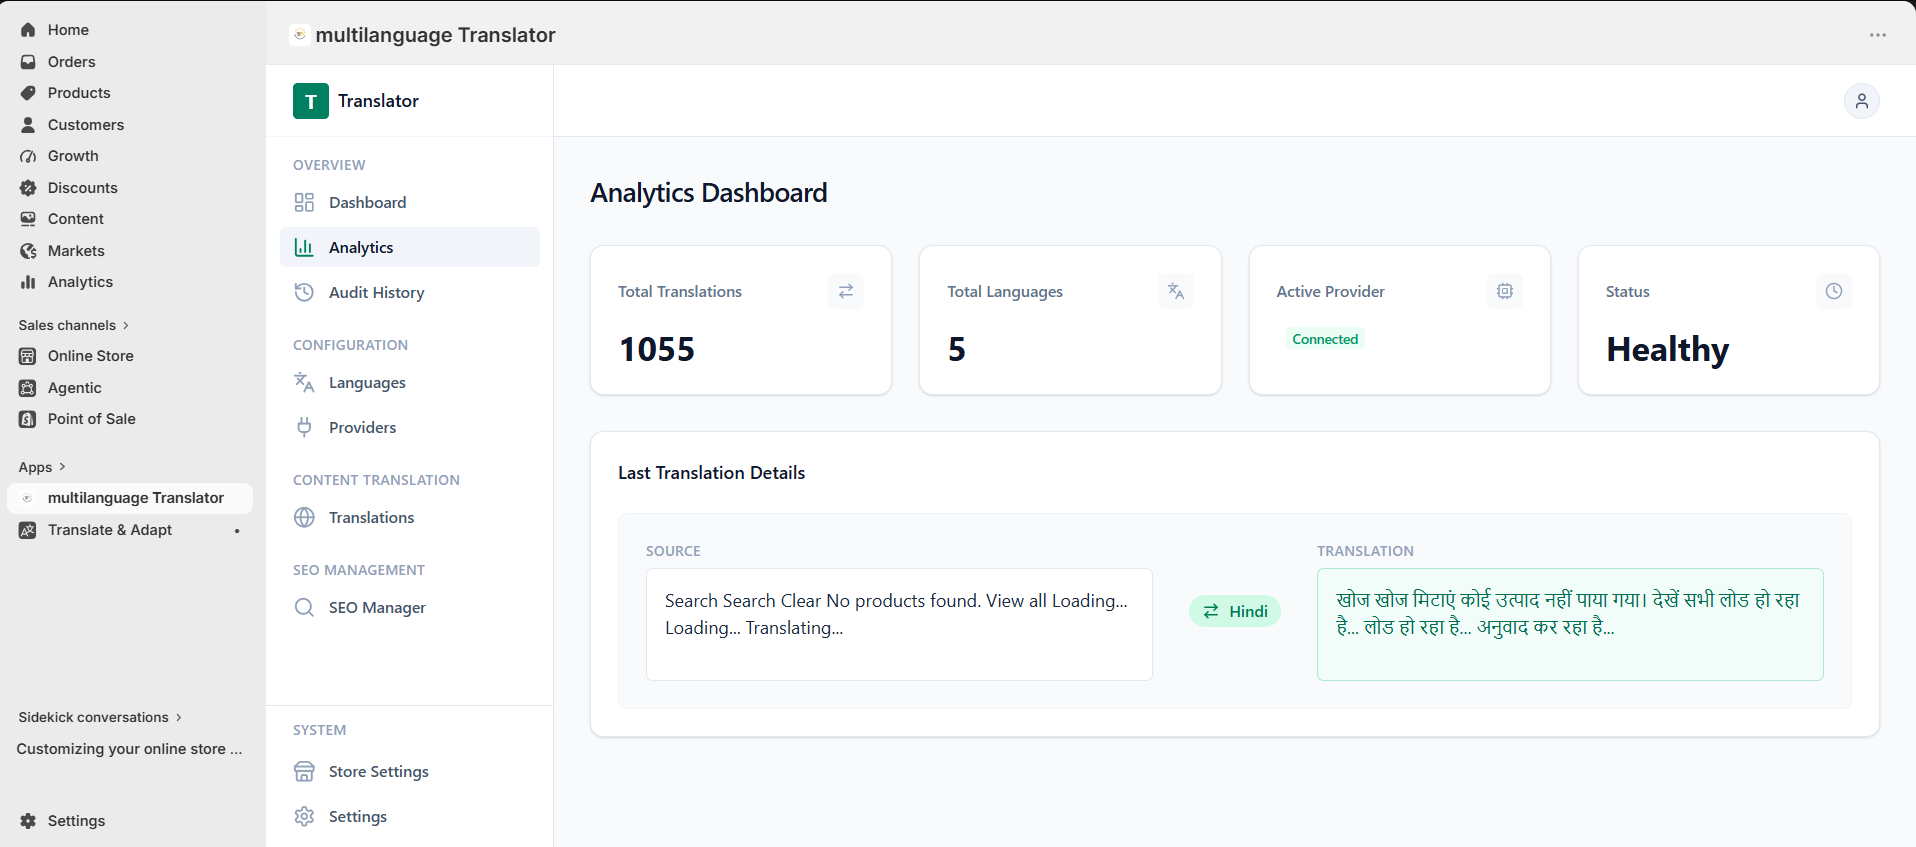 Home
Orders
Products
Customers
Growth
Discounts
Content
Markets
Analytics
Sales channels
Online Store
Agentic
Point of Sale
Apps
multilanguage Translator
Translate & Adapt
Sidekick conversations
Customizing your online store ...
Settings
multilanguage Translator
T Translator
OVERVIEW
Dashboard
Analytics
Audit History
CONFIGURATION
Languages
Providers
CONTENT TRANSLATION
Translations
SEO MANAGEMENT
SEO Manager
SYSTEM
Store Settings
Settings
Analytics Dashboard
Total Translations
1055
Total Languages
5
Active Provider
Connected
Status
Healthy
Last Translation Details
SOURCE
Search Search Clear No products found. View all Loading...
Loading... Translating...
Hindi
TRANSLATION
खोज खोज मिटाएं कोई उत्पाद नहीं पाया गया। देखें सभी लोड हो रहा
है... लोड हो रहा है... अनुवाद कर रहा है...